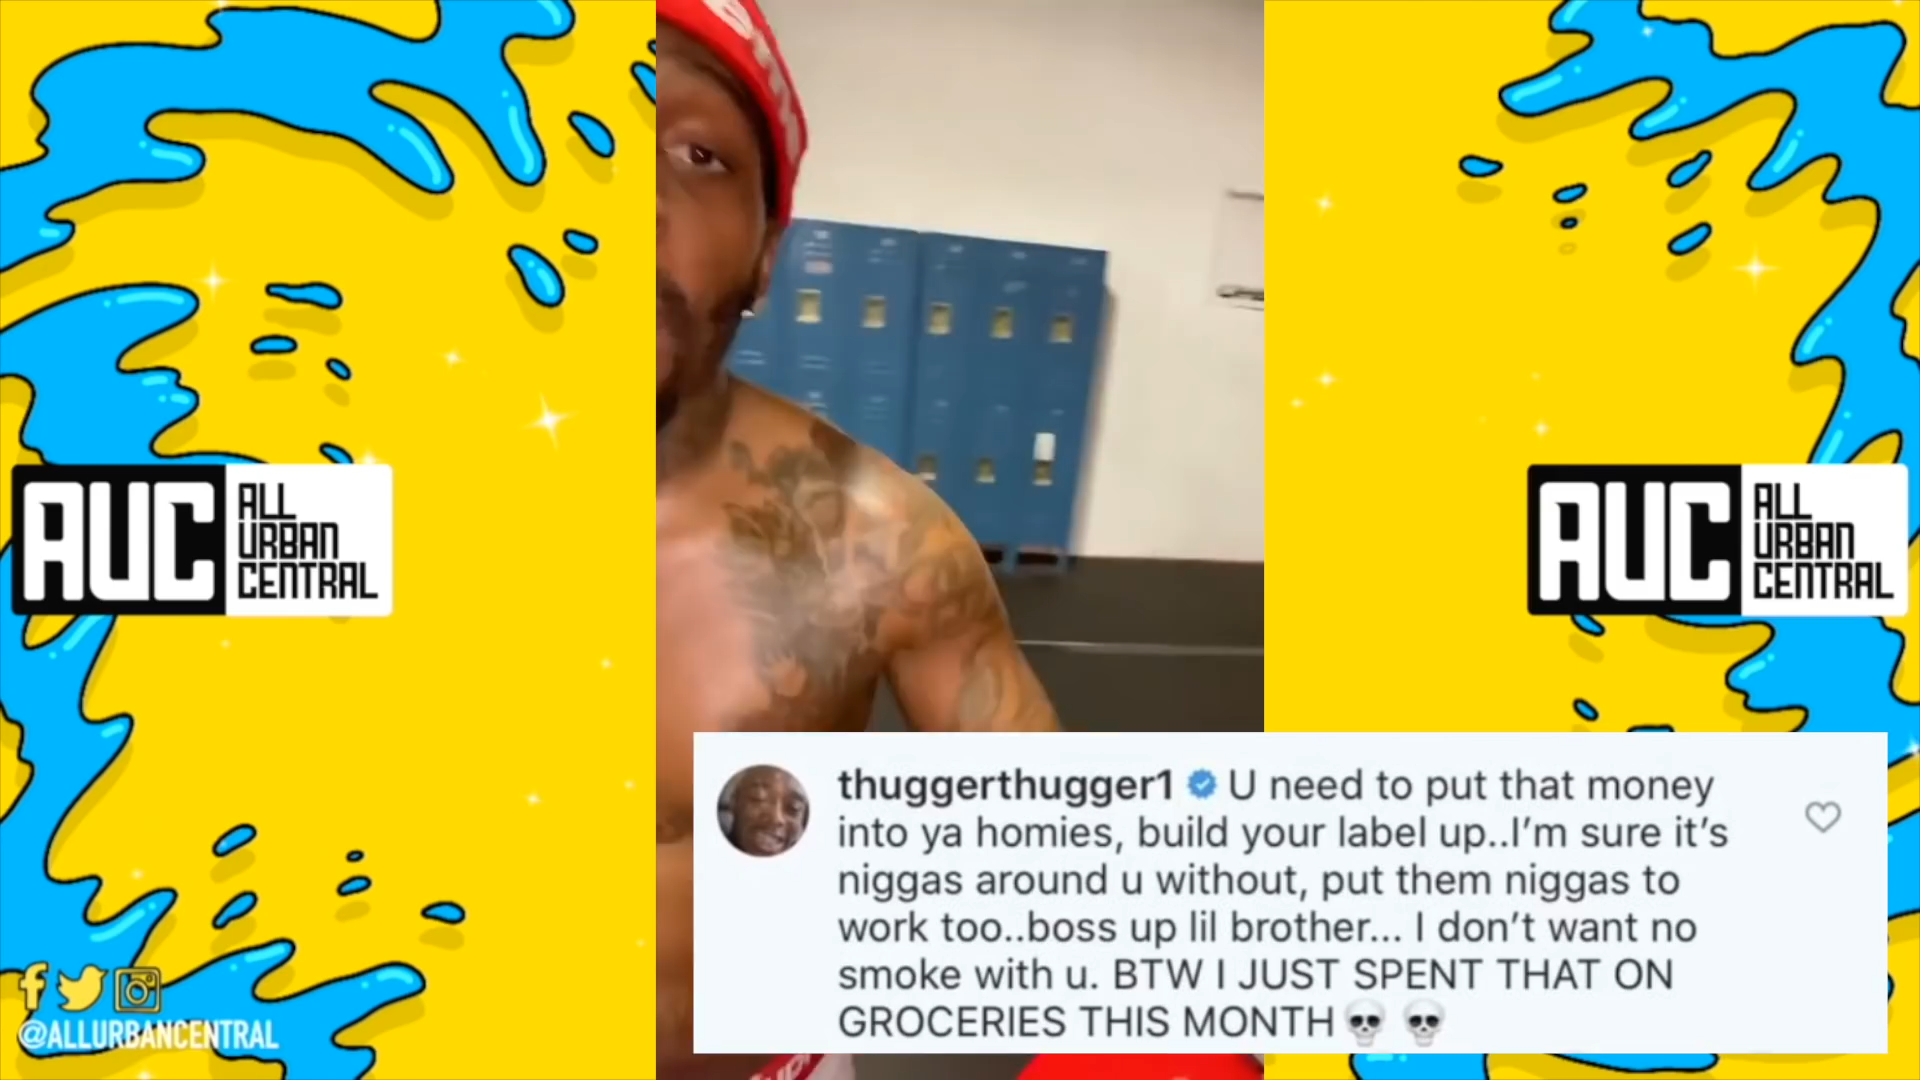 AUC
ALL
URBAN
CENTRAL
AUC
ALL
URBAN
CENTRAL
thuggerthugger1 U need to put that money
into ya homies, build your label up..I'm sure it's
niggas around u without, put them niggas to
work too..boss up lil brother... I don't want no
smoke with u. BTW I JUST SPENT THAT ON
GROCERIES THIS MONTH💀 💀
@ALLURBANCENTRAL